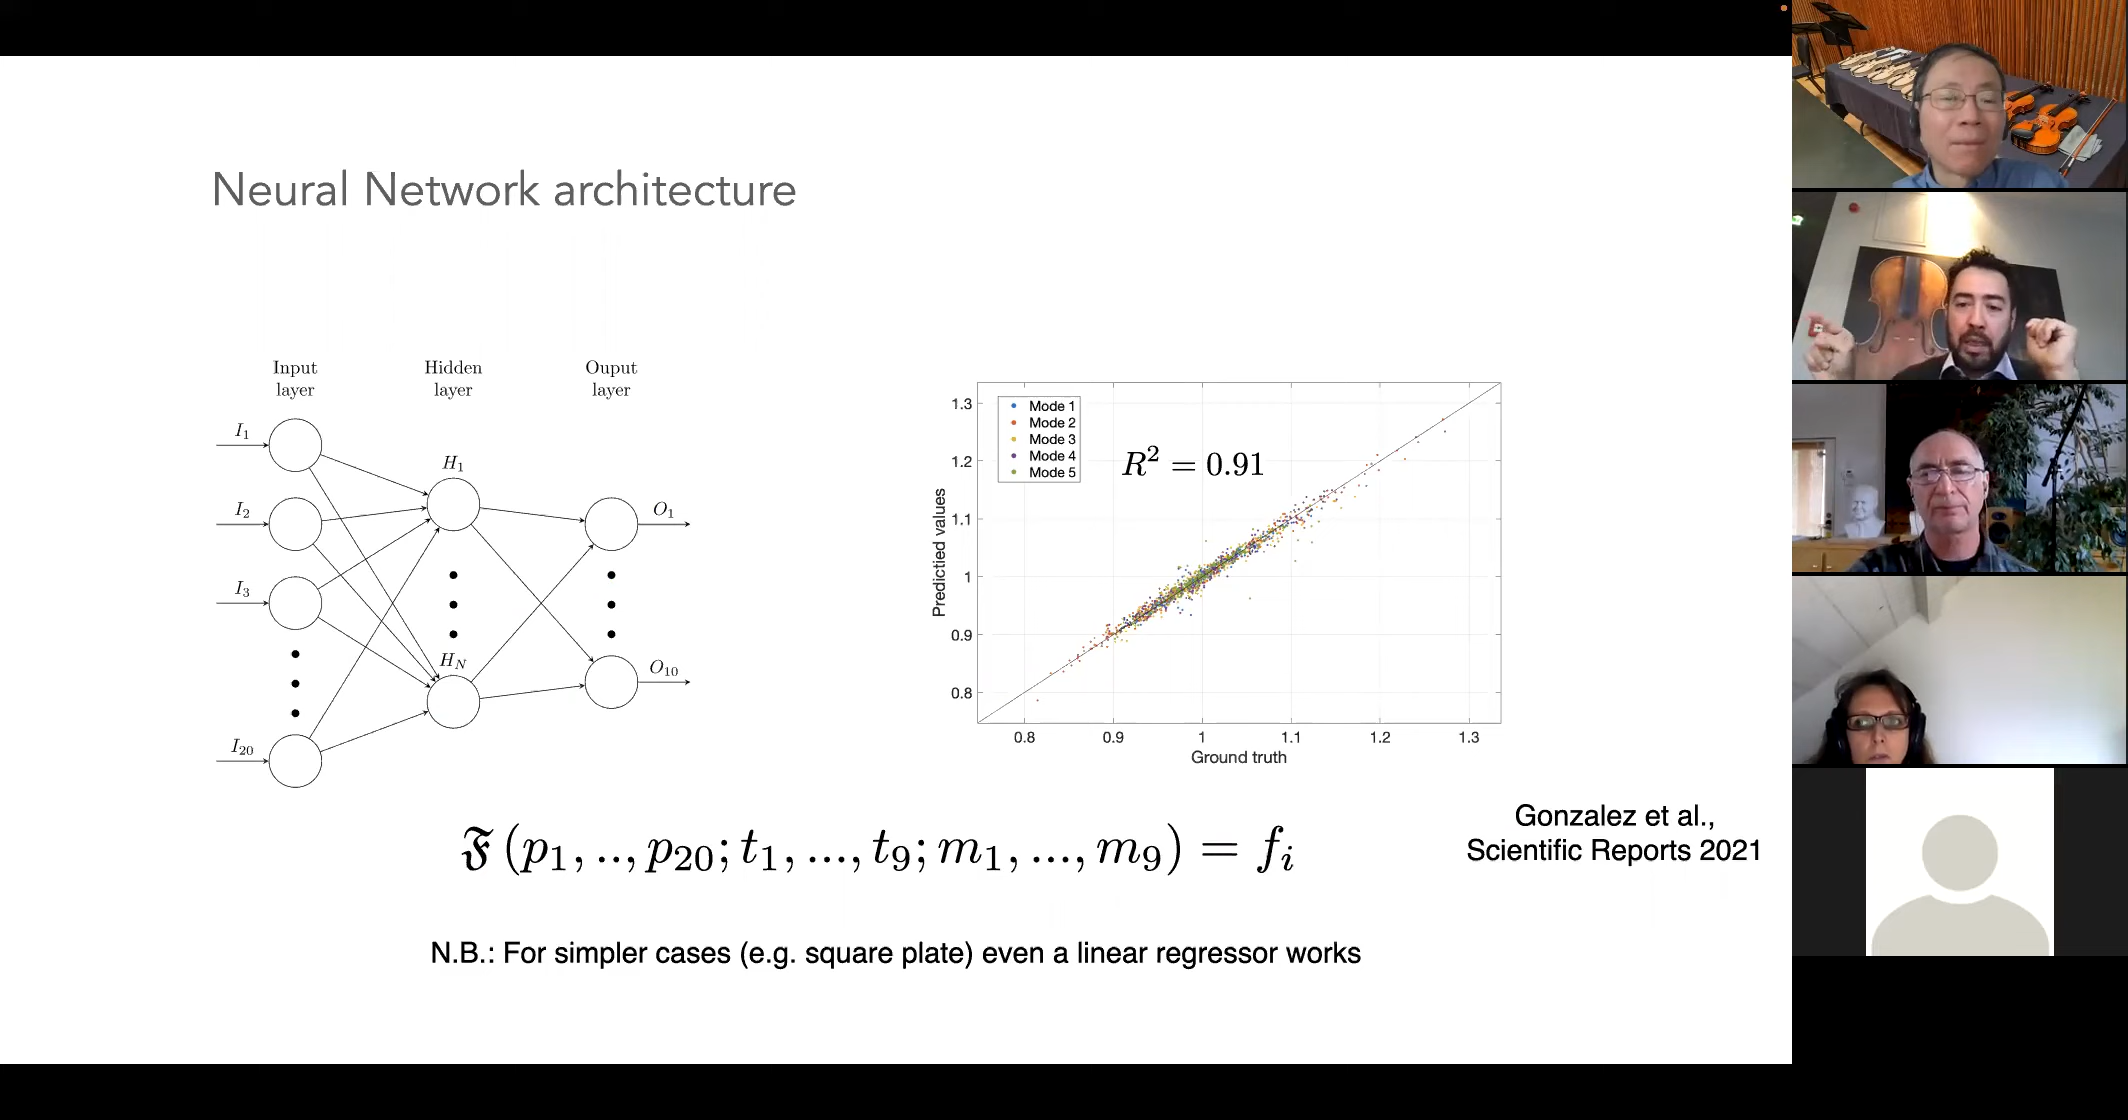 Neural Network architecture
Input
layer
Hidden
layer
Ouput
layer
I1
I2
I3
I20
H1
HN
O1
O10
Mode 1
Mode 2
Mode 3
Mode 4
Mode 5
R² = 0.91
1.3
1.2
1.1
1
0.9
0.8
Predictied values
0.8 0.9 1 1.1 1.2 1.3
Ground truth
𝔉 (p1, .., p20; t1, ..., t9; m1, ..., m9) = fi
Gonzalez et al.,
Scientific Reports 2021
N.B.: For simpler cases (e.g. square plate) even a linear regressor works